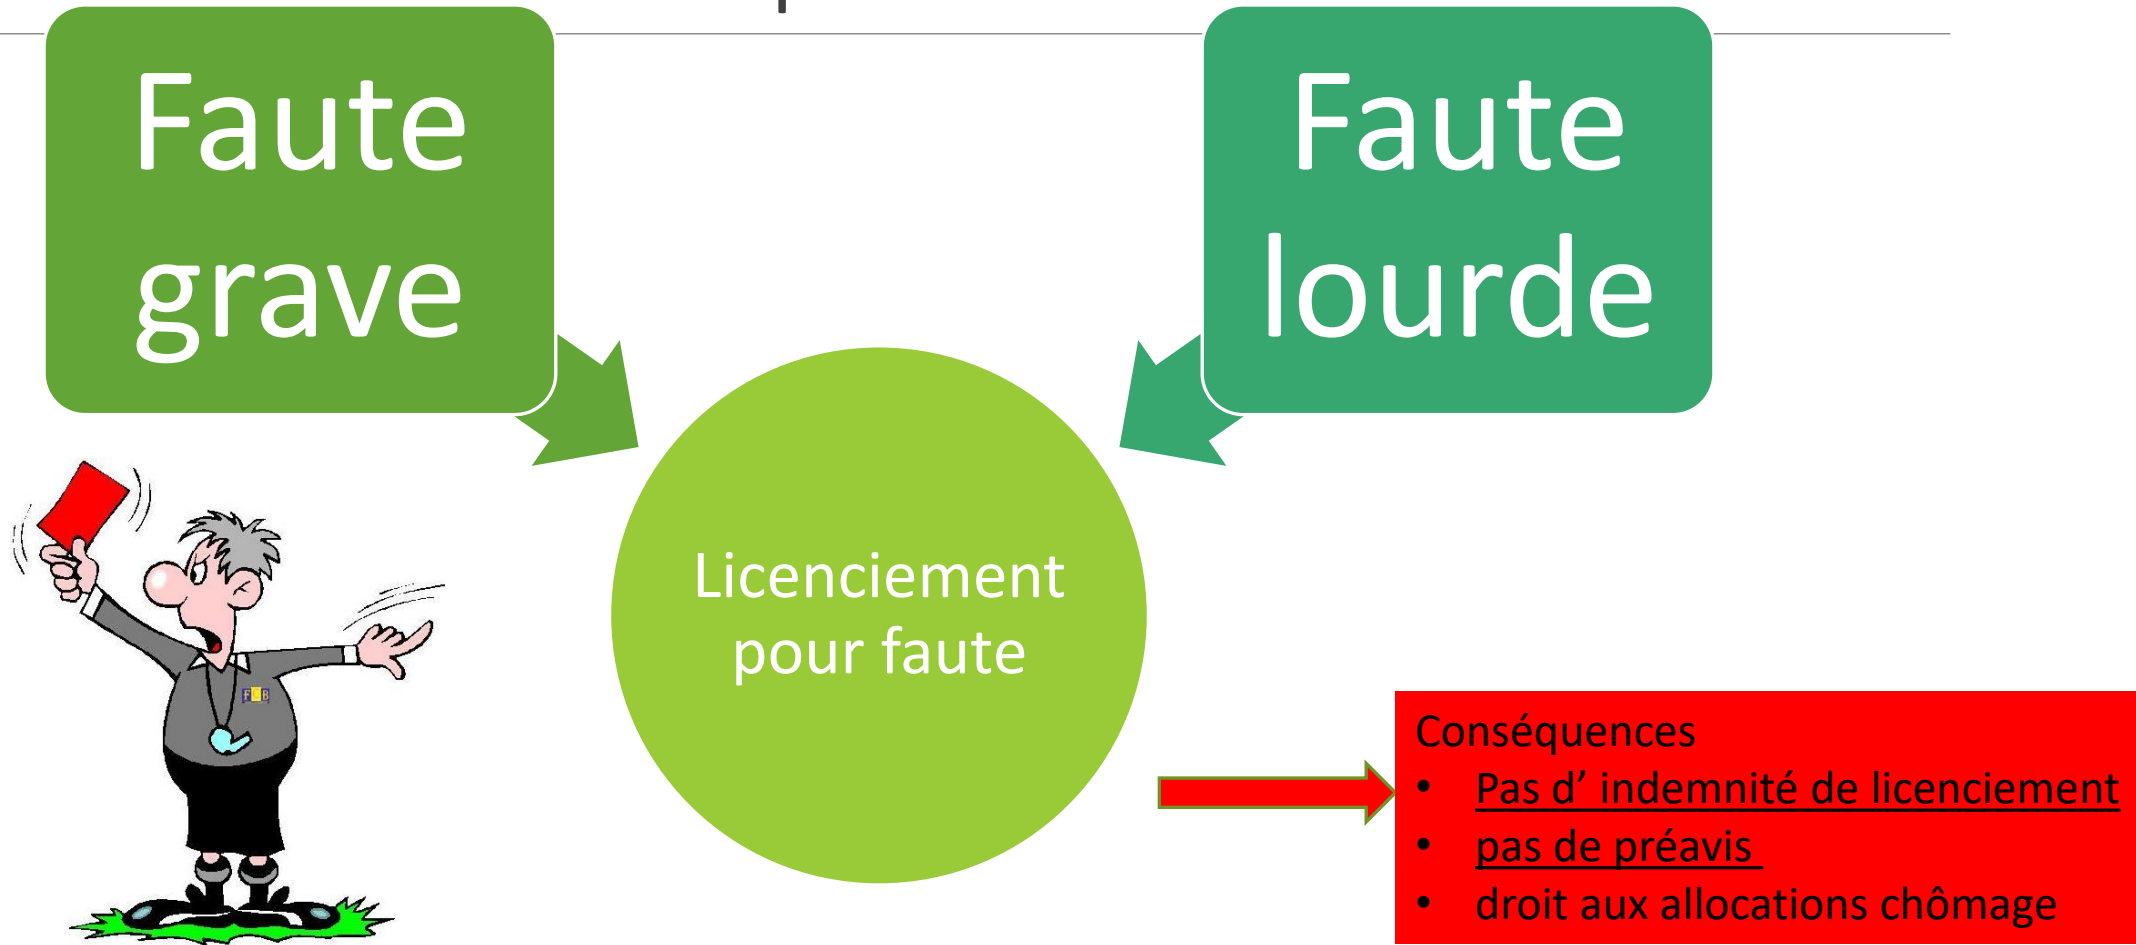 Faute
grave
Faute
lourde
Licenciement
pour faute
FCB
Conséquences
• Pas d’ indemnité de licenciement
• pas de préavis
• droit aux allocations chômage